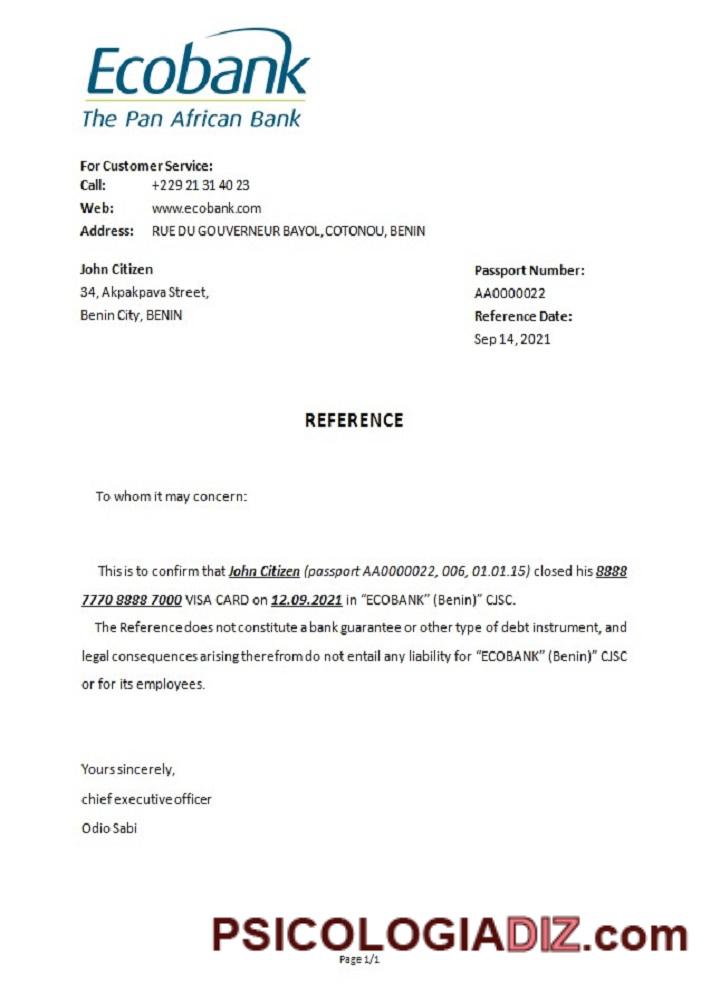 Ecobank
The Pan African Bank
For Customer Service:
Call: +229 21 31 40 23
Web: www.ecobank.com
Address: RUE DU GOUVERNEUR BAYOL, COTONOU, BENIN
John Citizen
34, Akpakpava Street,
Benin City, BENIN
Passport Number:
AA0000022
Reference Date:
Sep 14, 2021
REFERENCE
To whom it may concern:
This is to confirm that John Citizen (passport AA0000022, 006, 01.01.15) closed his 8888
7770 8888 7000 VISA CARD on 12.09.2021 in “ECOBANK” (Benin)” CJSC.
The Reference does not constitute a bank guarantee or other type of debt instrument, and
legal consequences arising therefrom do not entail any liability for “ECOBANK” (Benin)” CJSC
or for its employees.
Yours sincerely,
chief executive officer
Odio Sabi
PSICOLOGIADIZ.com
Page 1/1